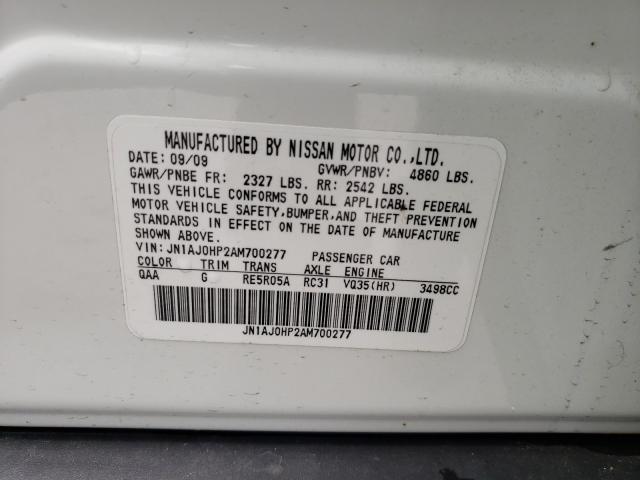 MANUFACTURED BY NISSAN MOTOR CO.,LTD.
DATE: 09/09 GVWR/PNBV: 4860 LBS.
GAWR/PNBE FR: 2327 LBS. RR: 2542 LBS.
THIS VEHICLE CONFORMS TO ALL APPLICABLE FEDERAL
MOTOR VEHICLE SAFETY,BUMPER,AND THEFT PREVENTION
STANDARDS IN EFFECT ON THE DATE OF MANUFACTURE
SHOWN ABOVE.
VIN: JN1AJ0HP2AM700277 PASSENGER CAR
COLOR TRIM TRANS AXLE ENGINE
QAA G RE5R05A RC31 VQ35(HR) 3498CC
JN1AJ0HP2AM700277